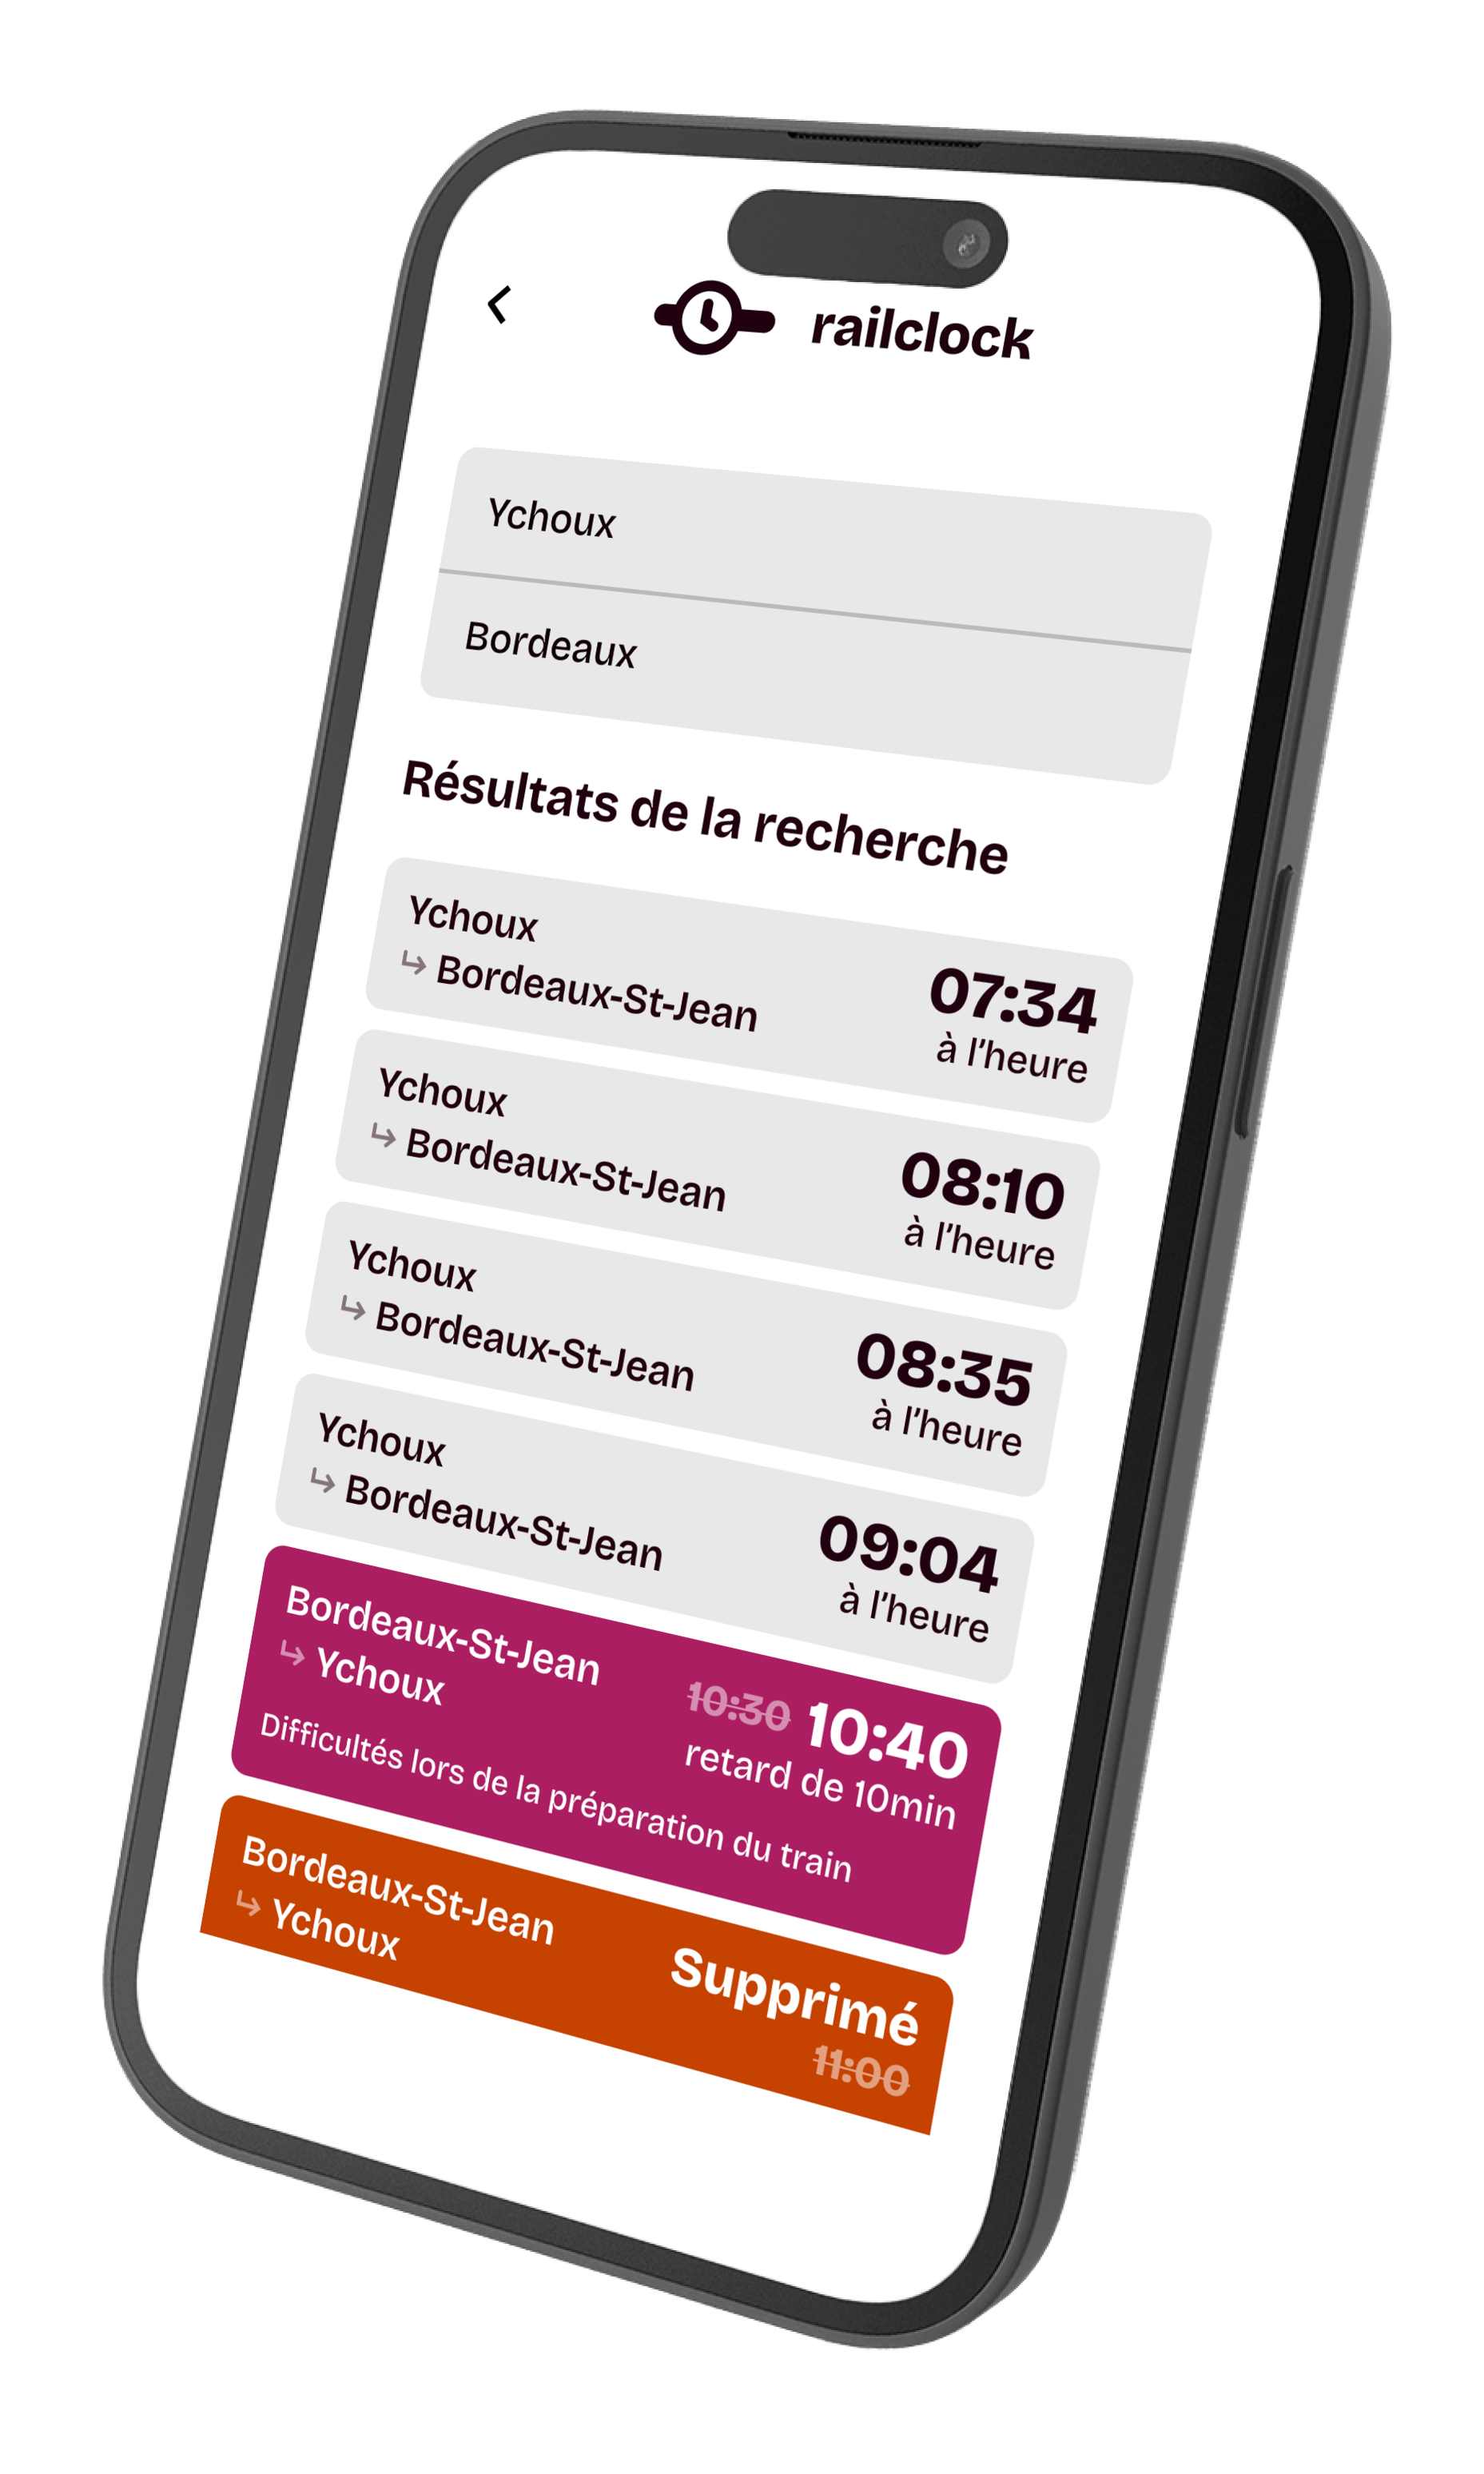 railclock
Ychoux
Bordeaux
Résultats de la recherche
Ychoux
↳ Bordeaux-St-Jean
07:34
à l’heure
Ychoux
↳ Bordeaux-St-Jean
08:10
à l’heure
Ychoux
↳ Bordeaux-St-Jean
08:35
à l’heure
Ychoux
↳ Bordeaux-St-Jean
09:04
à l’heure
Bordeaux-St-Jean
↳ Ychoux
10:30 10:40
retard de 10min
Difficultés lors de la préparation du train
Bordeaux-St-Jean
↳ Ychoux
Supprimé
11:00